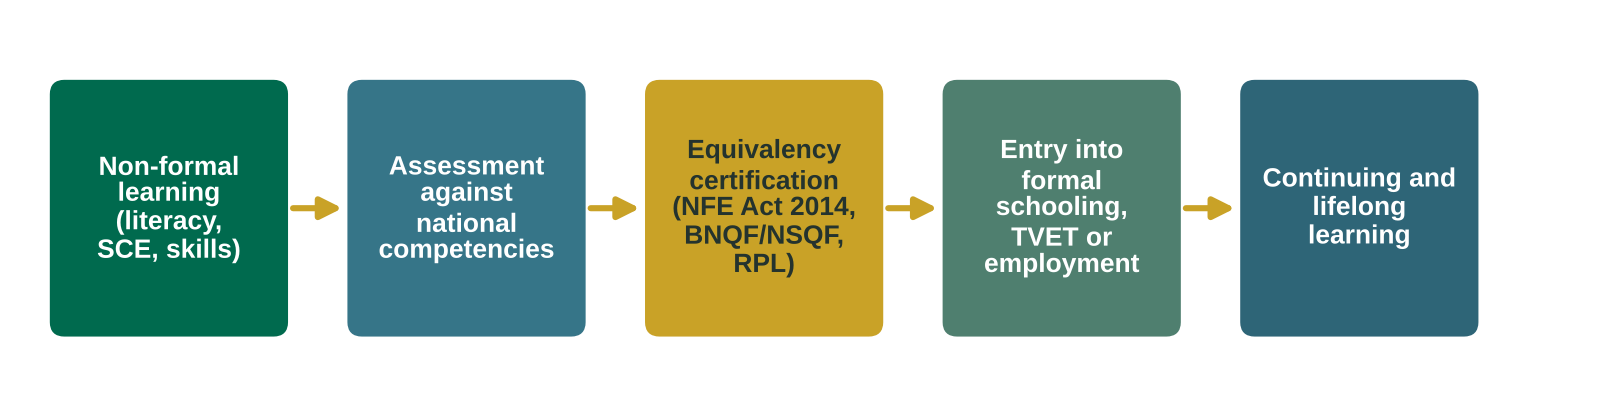 Non-formal
learning
(literacy,
SCE, skills)
Assessment
against
national
competencies
Equivalency
certification
(NFE Act 2014,
BNQF/NSQF,
RPL)
Entry into
formal
schooling,
TVET or
employment
Continuing and
lifelong
learning